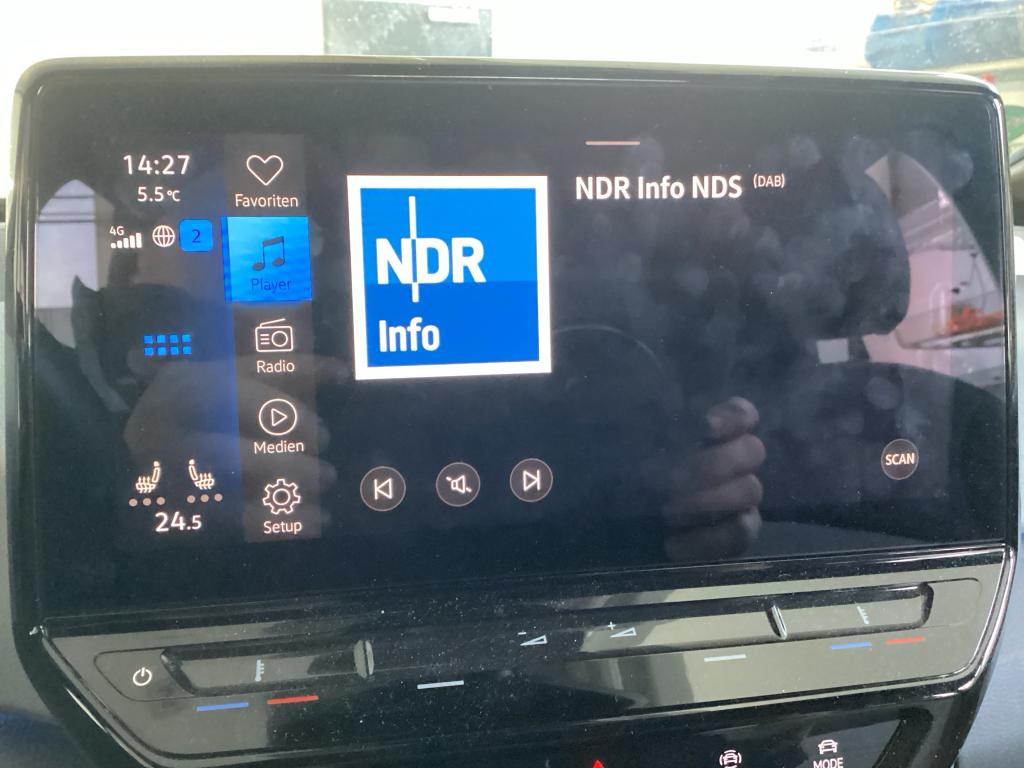 14:27
5.5 °C
4G
2
Favoriten
Player
Radio
Medien
Setup
24.5
NDR
Info
NDR Info NDS (DAB)
SCAN
- +
MODE